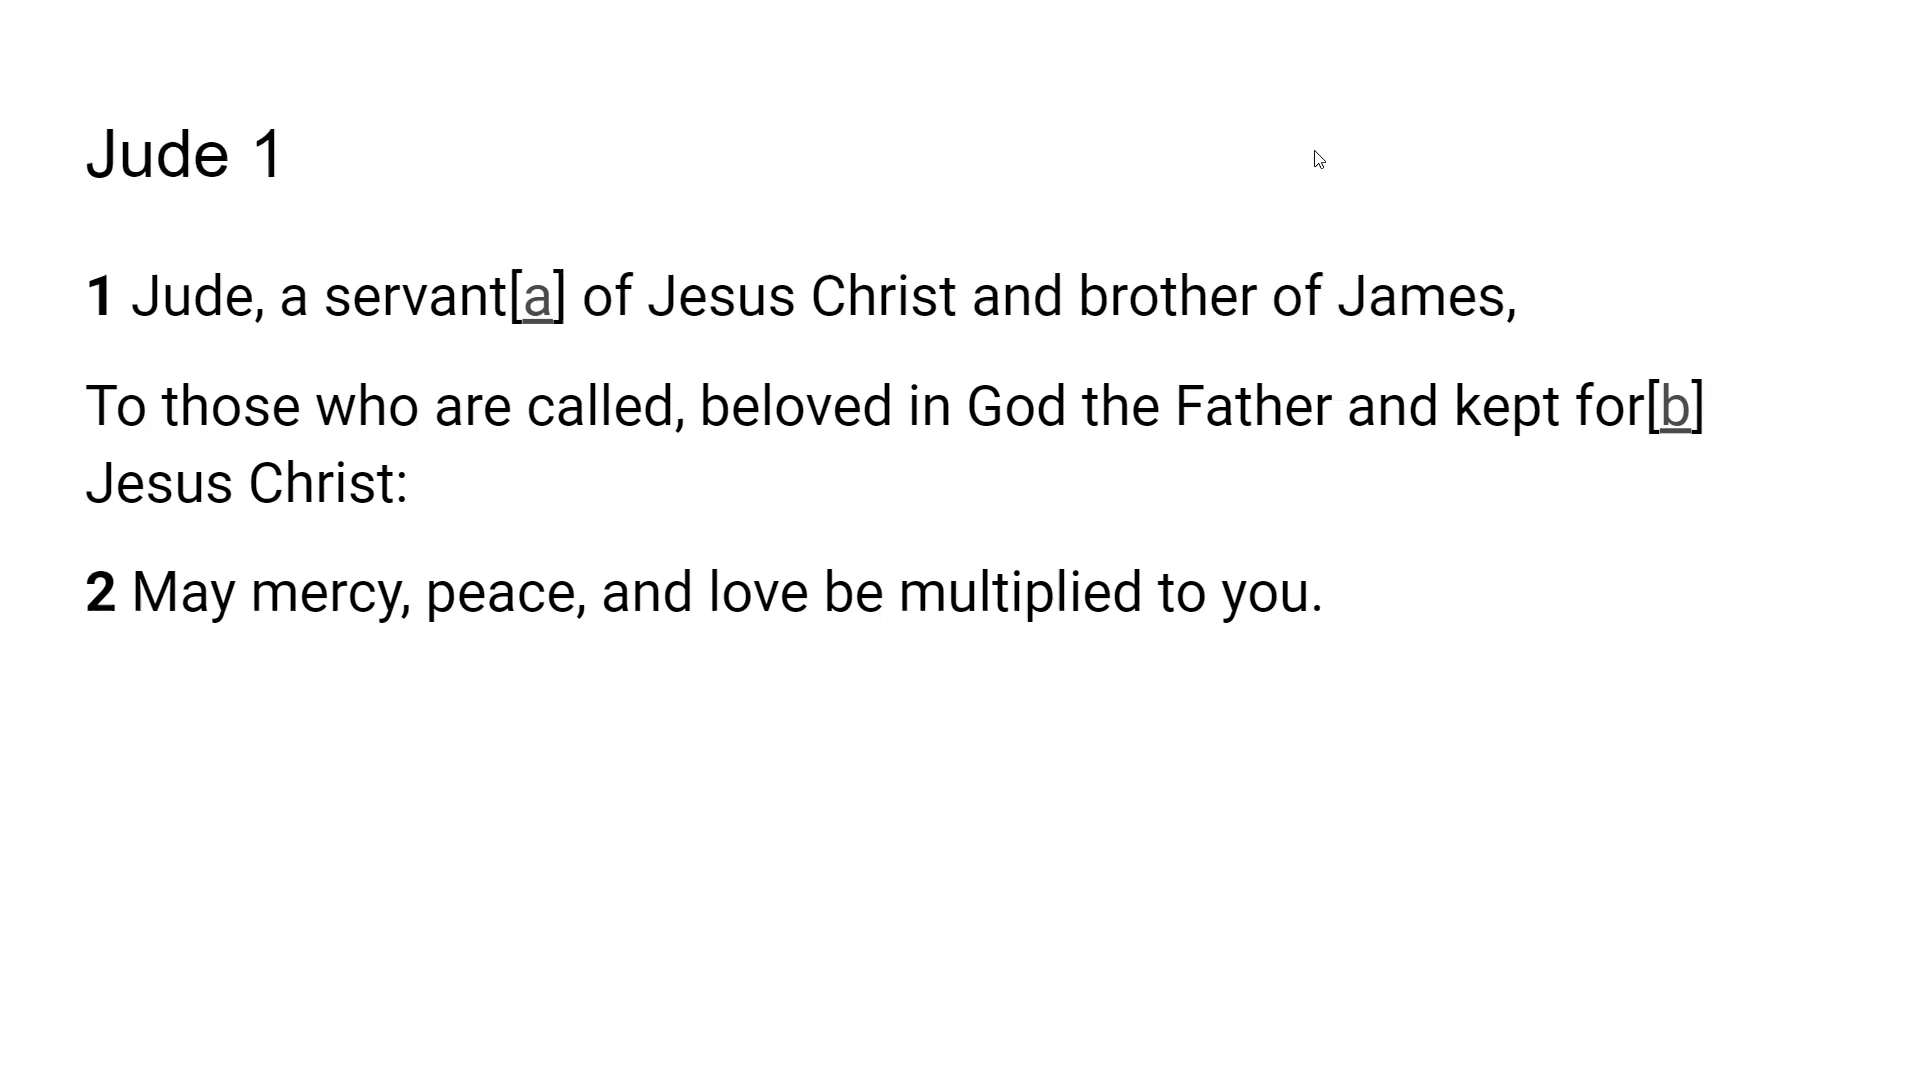 Jude 1
1 Jude, a servant[a] of Jesus Christ and brother of James,
To those who are called, beloved in God the Father and kept for[b]
Jesus Christ:
2 May mercy, peace, and love be multiplied to you.